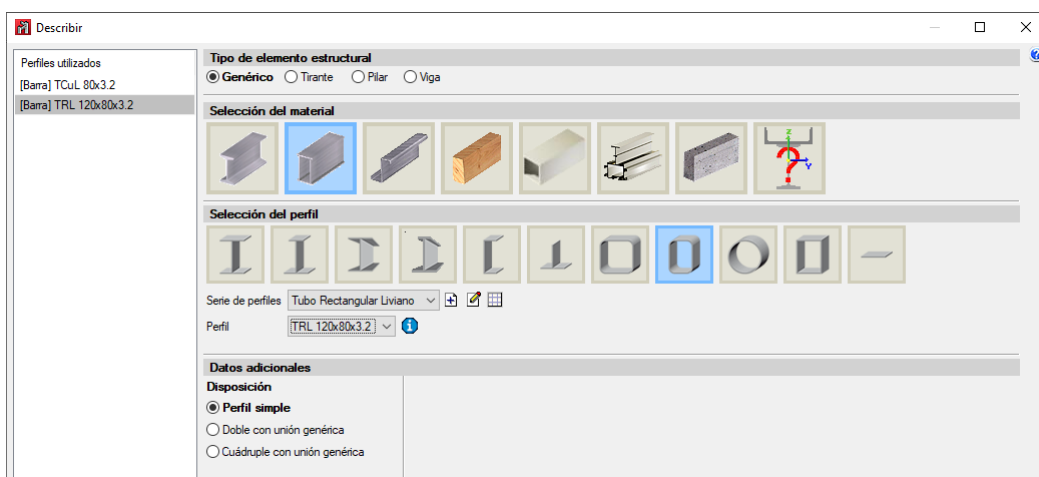 Describir
Perfiles utilizados
[Barra] TCuL 80x3.2
[Barra] TRL 120x80x3.2
Tipo de elemento estructural
Genérico Tirante Pilar Viga
Selección del material
z
Y
Selección del perfil
Serie de perfiles Tubo Rectangular Liviano
Perfil TRL 120x80x3.2
Datos adicionales
Disposición
Perfil simple
Doble con unión genérica
Cuádruple con unión genérica